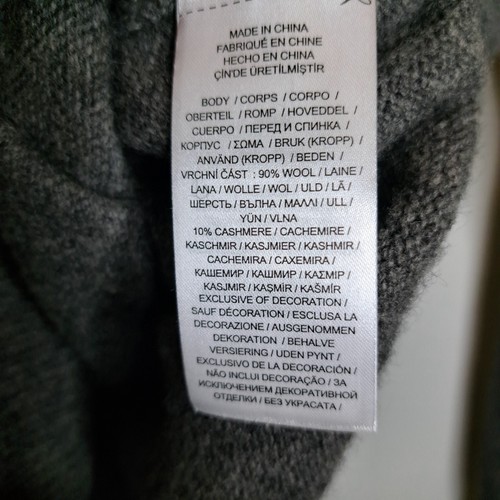 MADE IN CHINA
FABRIQUÉ EN CHINE
HECHO EN CHINA
ÇİN'DE ÜRETİLMİŞTİR
BODY / CORPS / CORPO /
OBERTEIL / ROMP / HOVEDDEL /
CUERPO / ПЕРЕД И СПИНКА /
КОРПУС / ΣΩΜΑ / BRUK (KROPP) /
ANVÄND (KROPP) / BEDEN /
VRCHNÍ ČÁST : 90% WOOL / LAINE /
LANA / WOLLE / WOL / ULD / LÃ /
ШЕРСТЬ / ВЪЛНА / ΜΑΛΛΙ / ULL /
YÜN / VLNA
10% CASHMERE / CACHEMIRE /
KASCHMIR / KASJMIER / KASHMIR /
CACHEMIRA / CAXEMIRA /
КАШЕМИР / КАШМИР / ΚΑΣΜΙΡ /
KASJMIR / KAŞMİR / KAŠMÍR
EXCLUSIVE OF DECORATION /
SAUF DÉCORATION / ESCLUSA LA
DECORAZIONE / AUSGENOMMEN
DEKORATION / BEHALVE
VERSIERING / UDEN PYNT /
EXCLUSIVO DE LA DECORACIÓN /
NÃO INCLUI DECORAÇÃO / ЗА
ИСКЛЮЧЕНИЕМ ДЕКОРАТИВНОЙ
ОТДЕЛКИ / БЕЗ УКРАСАТА /